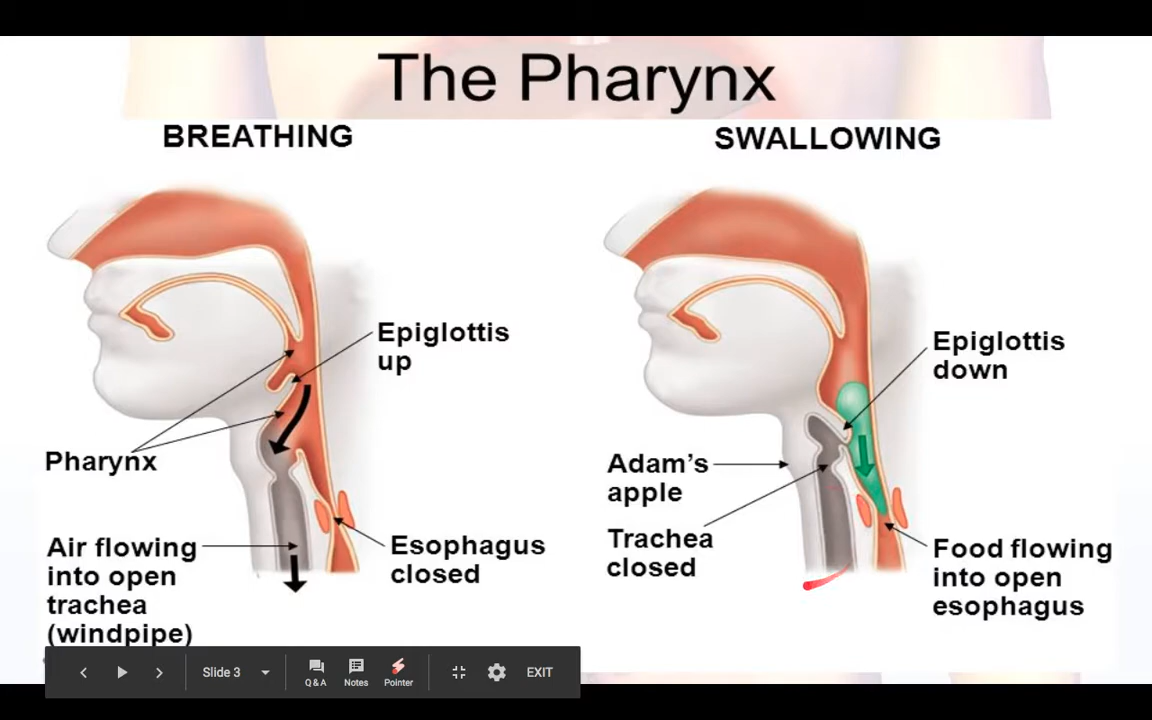 The Pharynx
BREATHING
SWALLOWING
Epiglottis
up
Pharynx
Air flowing
into open
trachea
(windpipe)
Esophagus
closed
Epiglottis
down
Adam's
apple
Trachea
closed
Food flowing
into open
esophagus
Slide 3
Q & A
Notes
Pointer
EXIT